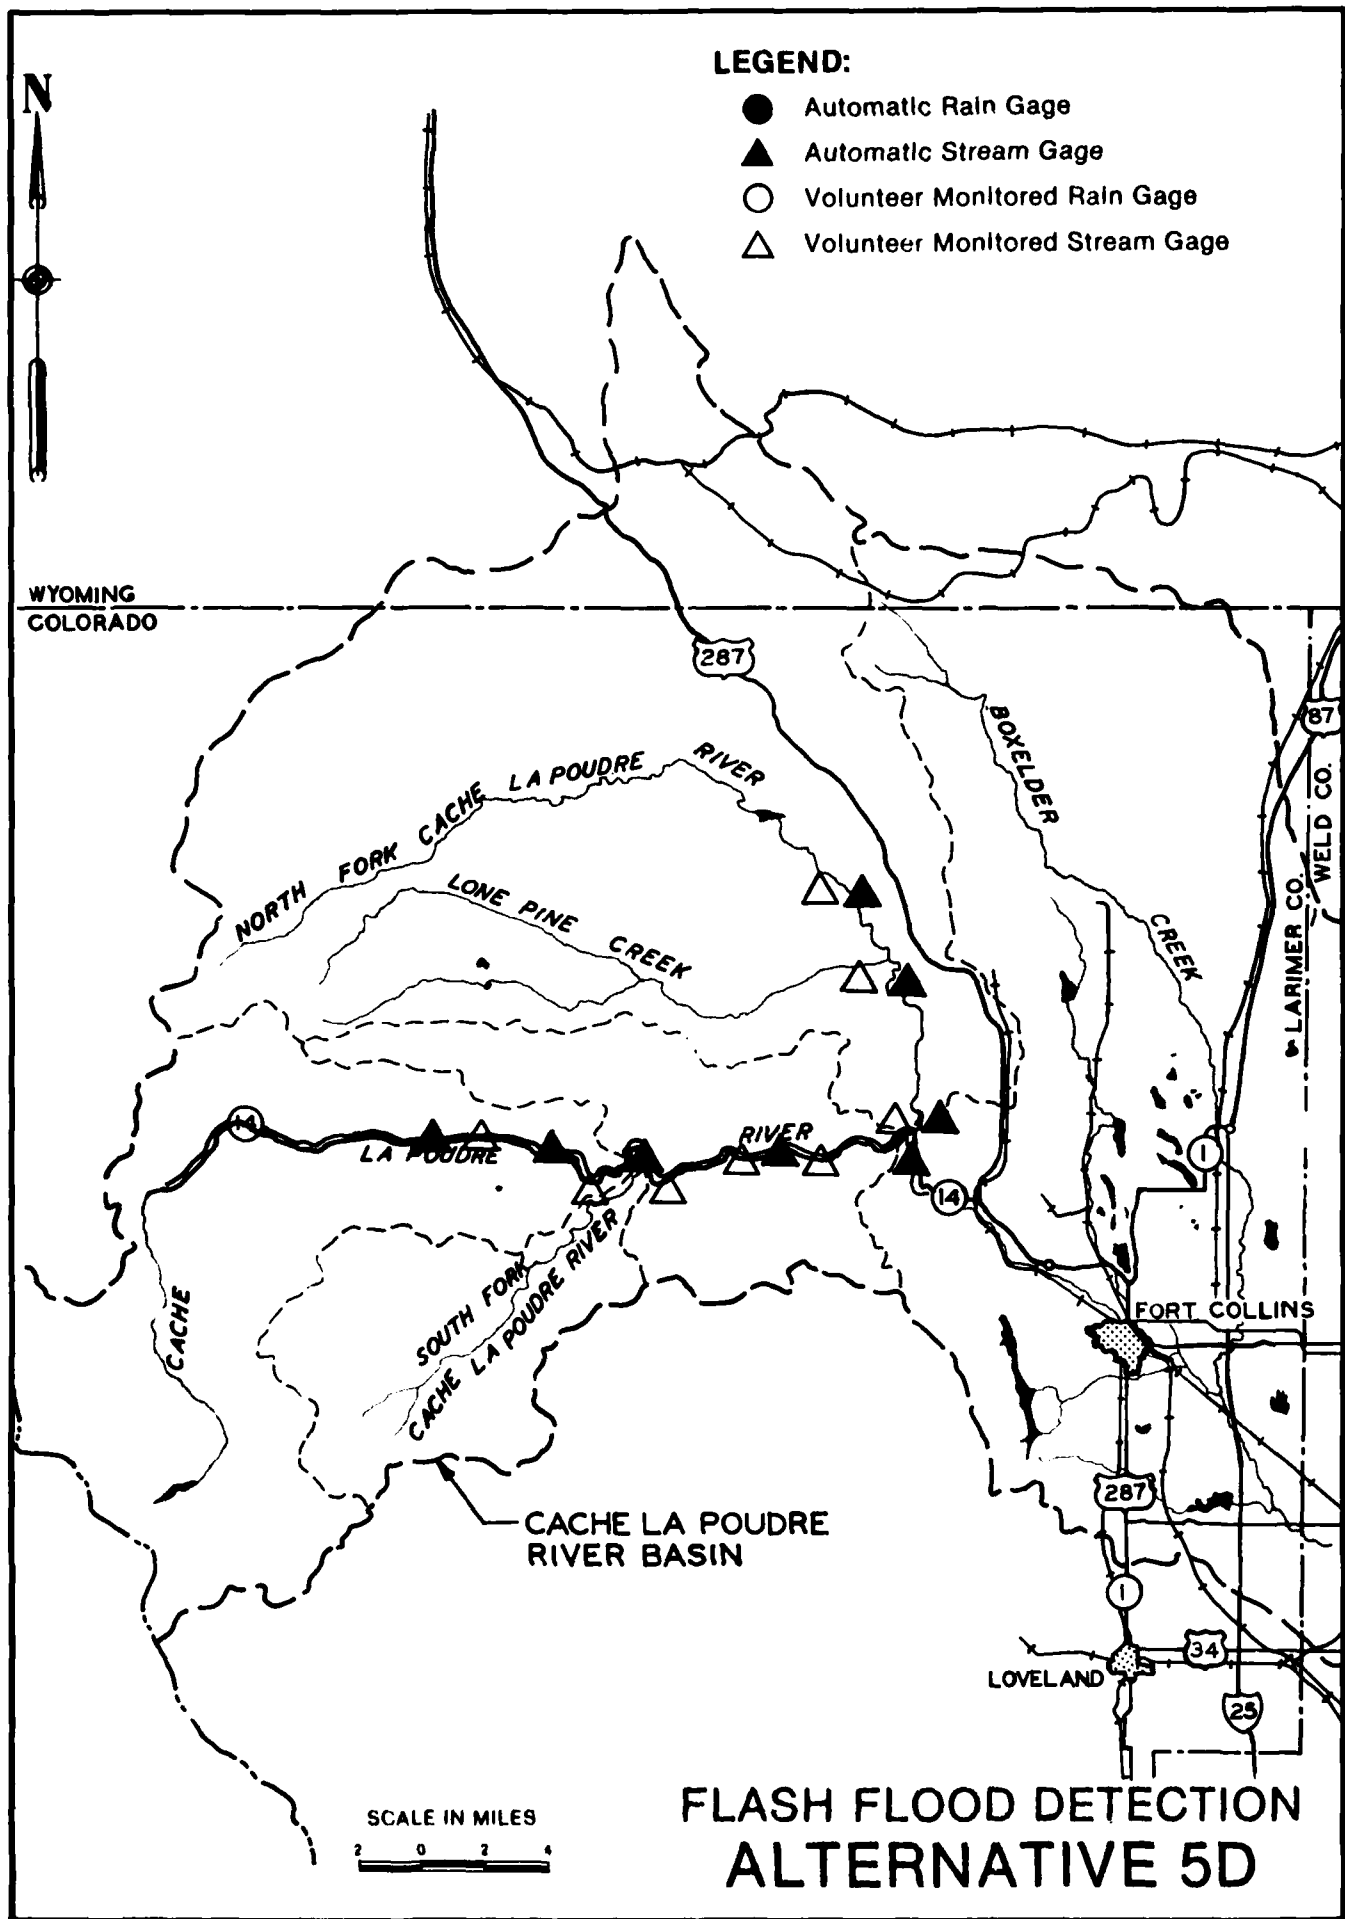 LEGEND:
N
Automatic Rain Gage
Automatic Stream Gage
Volunteer Monitored Rain Gage
Volunteer Monitored Stream Gage
WYOMING
COLORADO
287
87
BOXELDER
CREEK
WELD CO.
LARIMER CO.
NORTH FORK CACHE LA POUDRE RIVER
LONE PINE CREEK
14
LA POUDRE
RIVER
1
14
SOUTH FORK
CACHE LA POUDRE RIVER
CACHE
FORT COLLINS
287
CACHE LA POUDRE
RIVER BASIN
1
34
LOVELAND
25
SCALE IN MILES
2 0 2 4
FLASH FLOOD DETECTION
ALTERNATIVE 5D